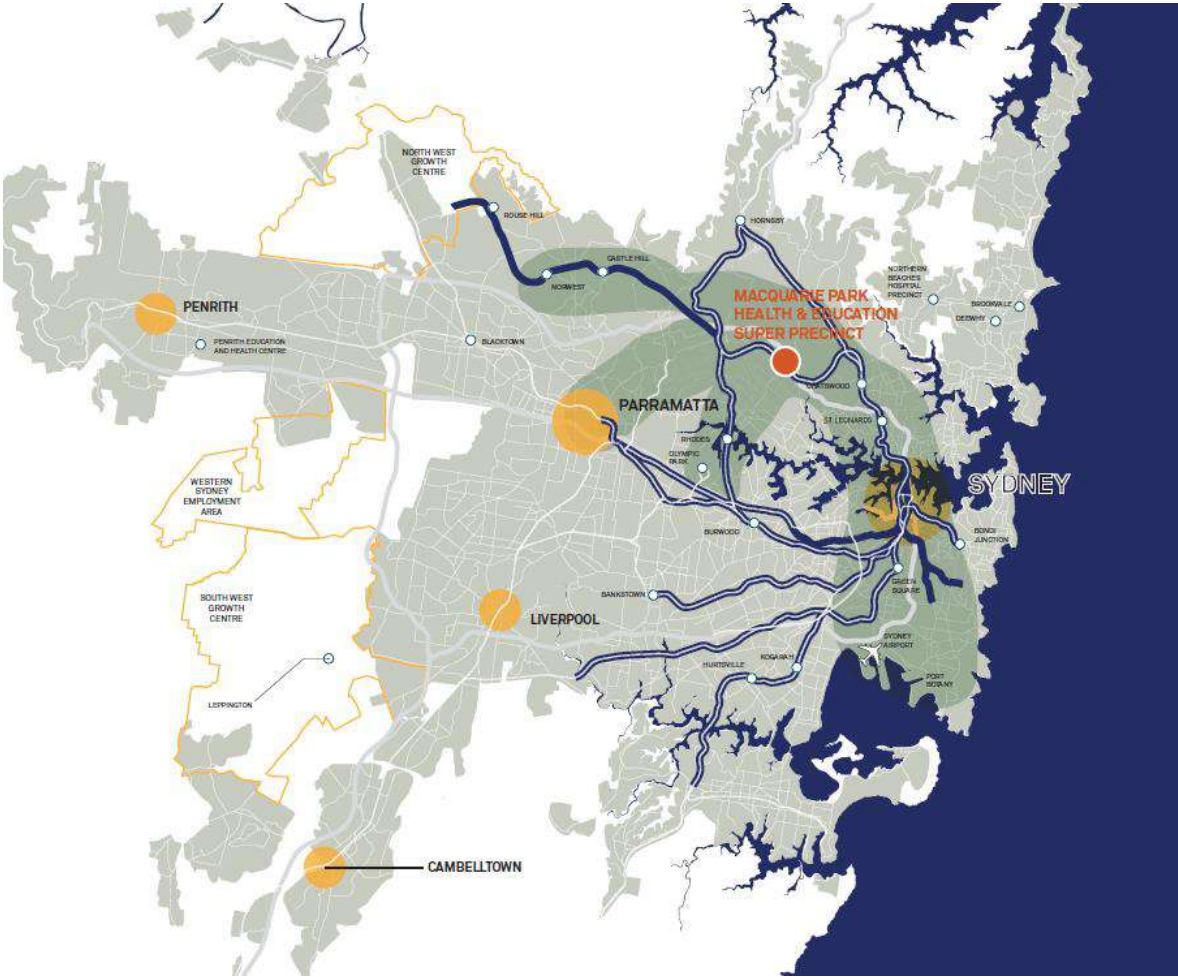 NORTH WEST
GROWTH
CENTRE
ROUSE HILL
HORNSBY
CASTLE HILL
NORWEST
NORTHERN
BEACHES
HOSPITAL
PRECINCT
BROOKVALE
DEEWHY
MACQUARIE PARK
HEALTH & EDUCATION
SUPER PRECINCT
PENRITH
PENRITH EDUCATION
AND HEALTH CENTRE
BLACKTOWN
CHATSWOOD
PARRAMATTA
ST LEONARDS
RHODES
OLYMPIC
PARK
WESTERN
SYDNEY
EMPLOYMENT
AREA
SYDNEY
BURWOOD
BONDI
JUNCTION
GREEN
SQUARE
BANKSTOWN
SOUTH WEST
GROWTH
CENTRE
LIVERPOOL
SYDNEY
AIRPORT
KOGARAH
HURTSVILLE
PORT
BOTANY
LEPPINGTON
CAMBELLTOWN